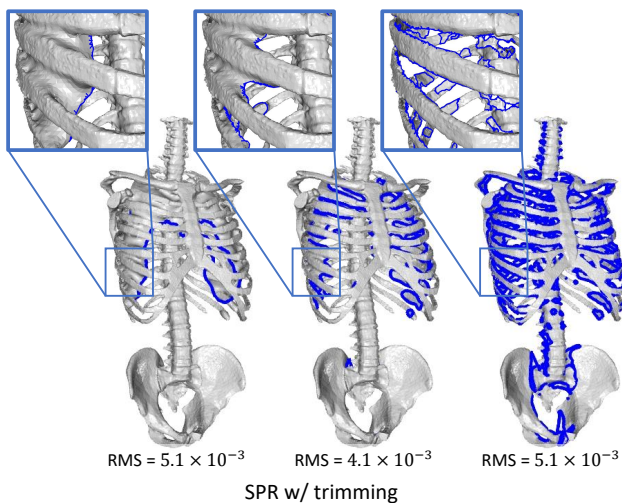 RMS = 5.1 × 10⁻³ RMS = 4.1 × 10⁻³ RMS = 5.1 × 10⁻³
SPR w/ trimming